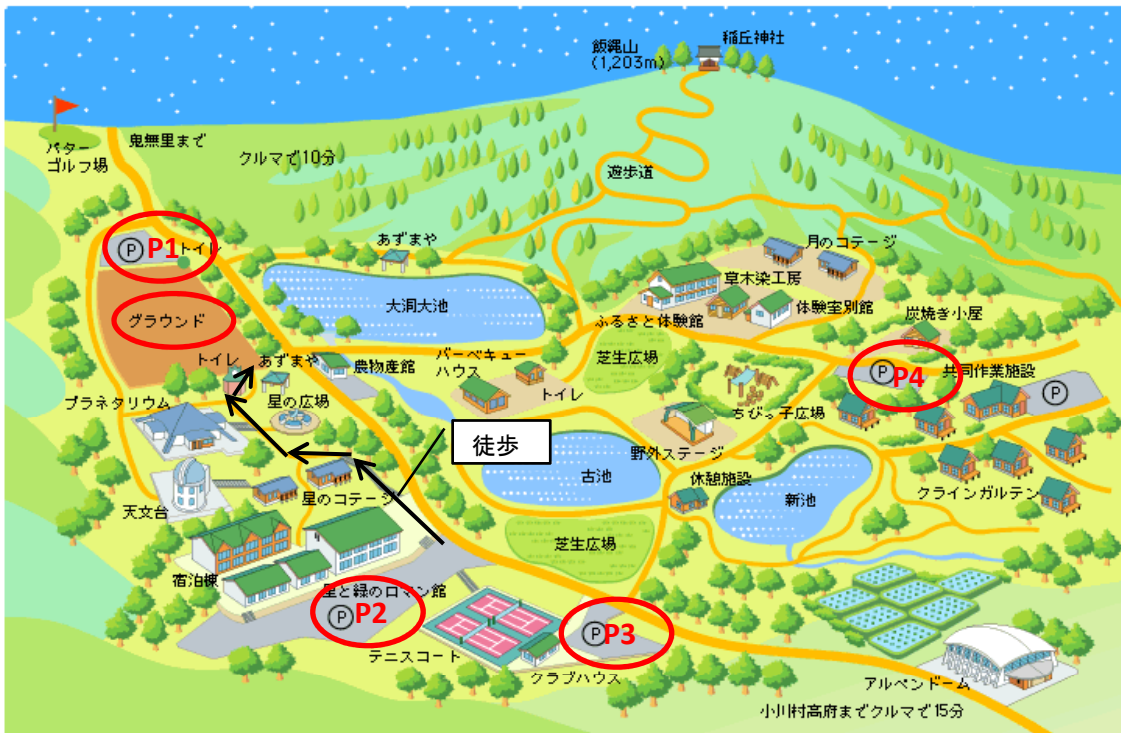 稲丘神社
飯縄山
(1,203m)
鬼無里まで
パター
ゴルフ場
クルマで10分
遊歩道
P P1 トイレ
あずまや
月のコテージ
草木染工房
大洞大池
グラウンド
ふるさと体験館
体験室別館
炭焼き小屋
トイレ
あずまや
農物産館
バーベキュー
ハウス
芝生広場
P P4
共同作業施設
P
プラネタリウム
星の広場
トイレ
ちびっ子広場
徒歩
野外ステージ
古池
休憩施設
新池
クラインガルテン
天文台
星のコテージ
芝生広場
宿泊棟
星と緑のロマン館
P P2
P P3
テニスコート
クラブハウス
アルペンドーム
小川村高府までクルマで15分